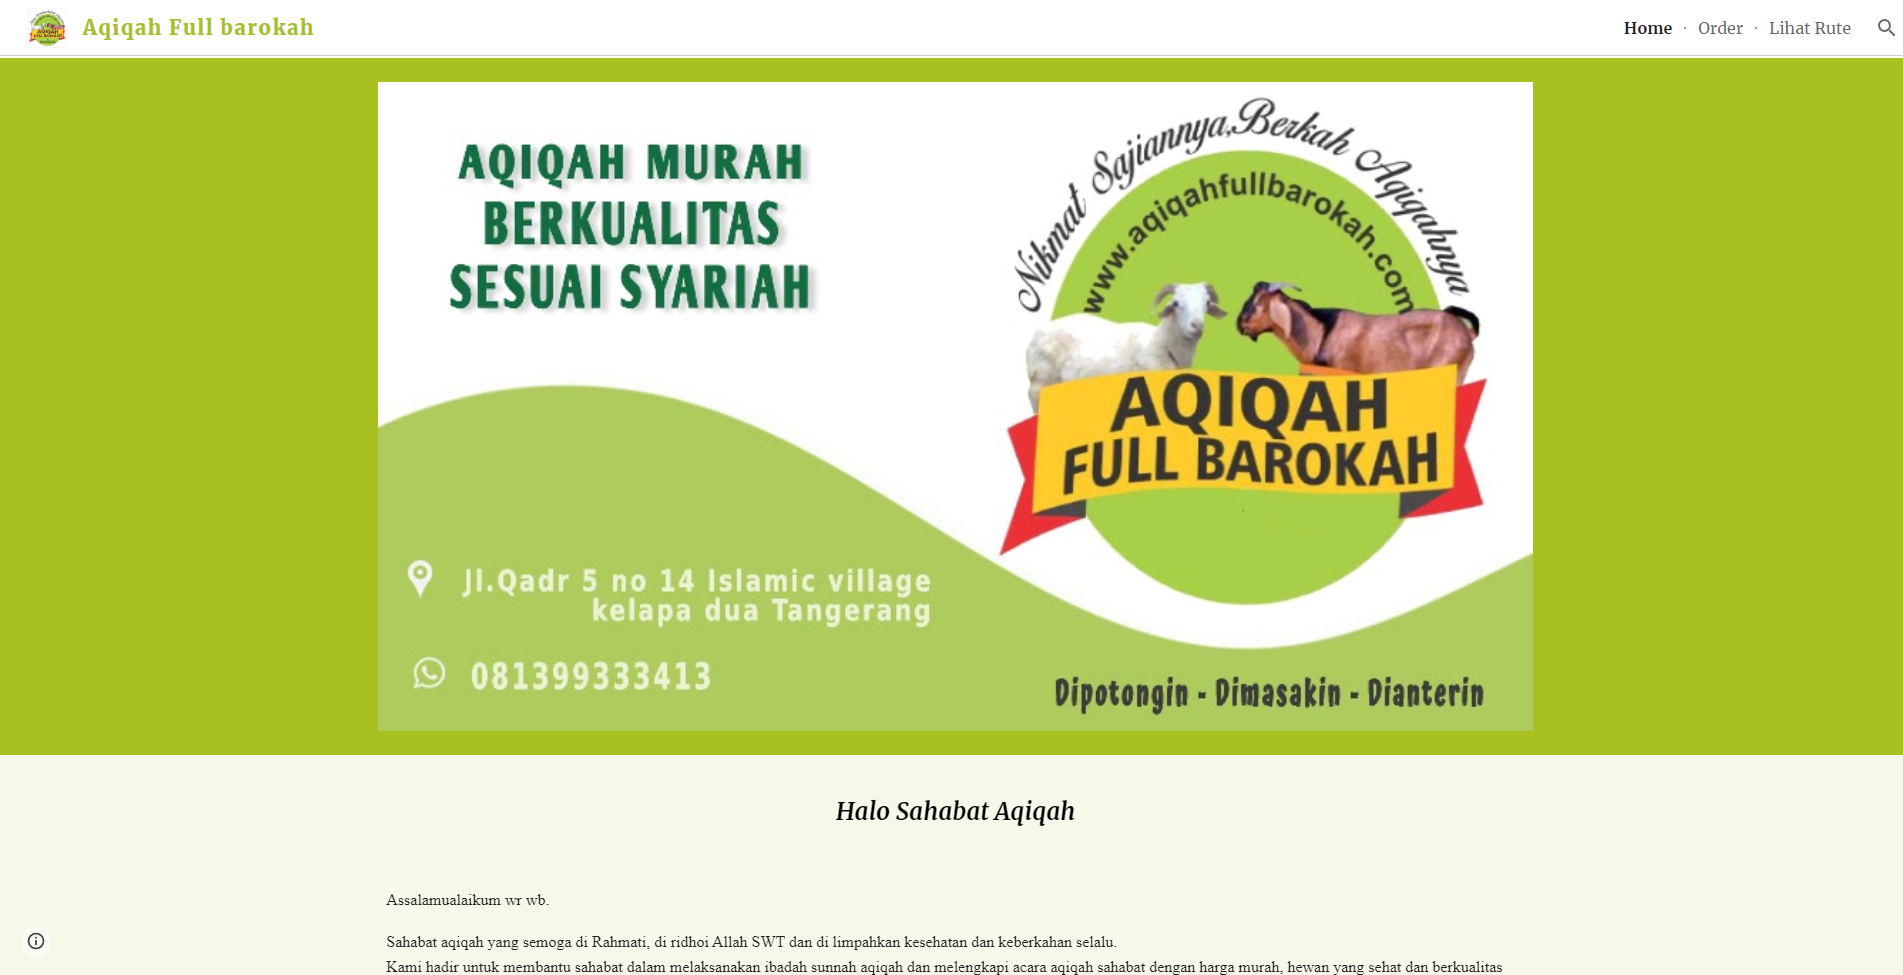 Aqiqah Full barokah
Home · Order · Lihat Rute
AQIQAH MURAH
BERKUALITAS
SESUAI SYARIAH
Nikmat Sajiannya,Berkah Aqiqahnya
www.aqiqahfullbarokah.com
AQIQAH
FULL BAROKAH
Jl.Qadr 5 no 14 Islamic village
kelapa dua Tangerang
081399333413
Dipotongin - Dimasakin - Dianterin
Halo Sahabat Aqiqah
Assalamualaikum wr wb.
Sahabat aqiqah yang semoga di Rahmati, di ridhoi Allah SWT dan di limpahkan kesehatan dan keberkahan selalu.
Kami hadir untuk membantu sahabat dalam melaksanakan ibadah sunnah aqiqah dan melengkapi acara aqiqah sahabat dengan harga murah, hewan yang sehat dan berkualitas